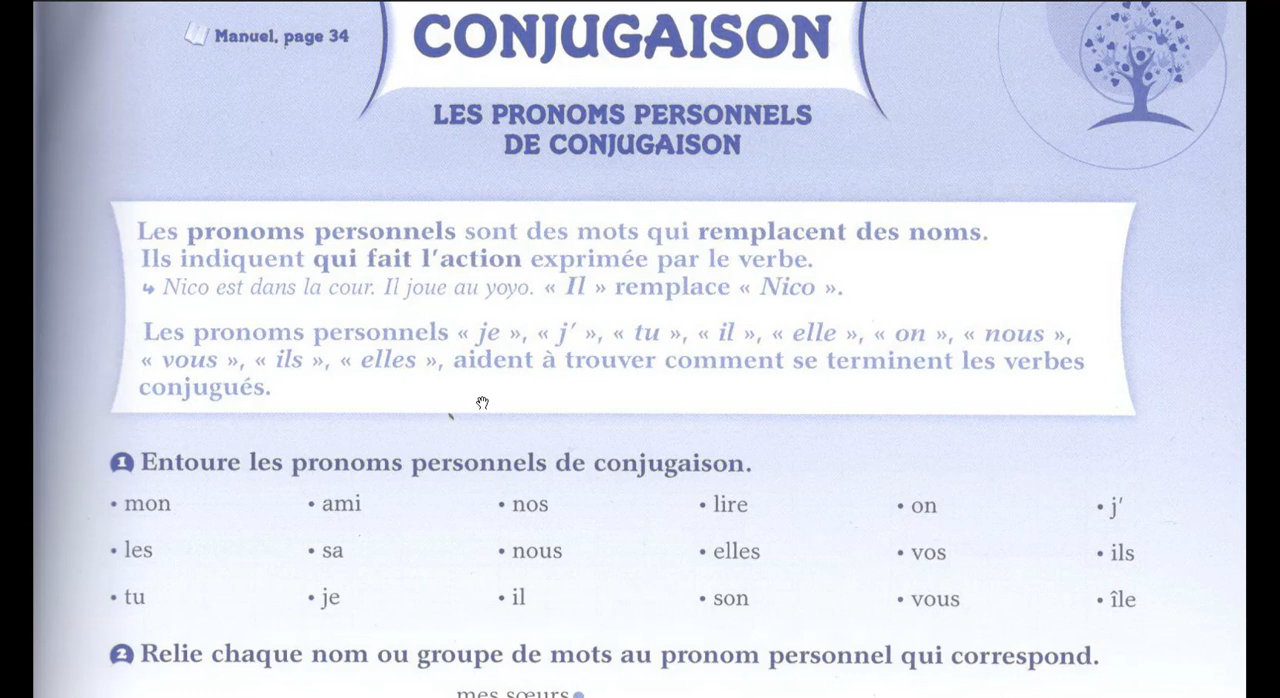 Manuel, page 34
CONJUGAISON
LES PRONOMS PERSONNELS
DE CONJUGAISON
Les pronoms personnels sont des mots qui remplacent des noms.
Ils indiquent qui fait l'action exprimée par le verbe.
↳ Nico est dans la cour. Il joue au yoyo. « Il » remplace « Nico ».
Les pronoms personnels « je », « j' », « tu », « il », « elle », « on », « nous »,
« vous », « ils », « elles », aident à trouver comment se terminent les verbes
conjugués.
1 Entoure les pronoms personnels de conjugaison.
• mon • ami • nos • lire • on • j'
• les • sa • nous • elles • vos • ils
• tu • je • il • son • vous • île
2 Relie chaque nom ou groupe de mots au pronom personnel qui correspond.
mes sœurs •